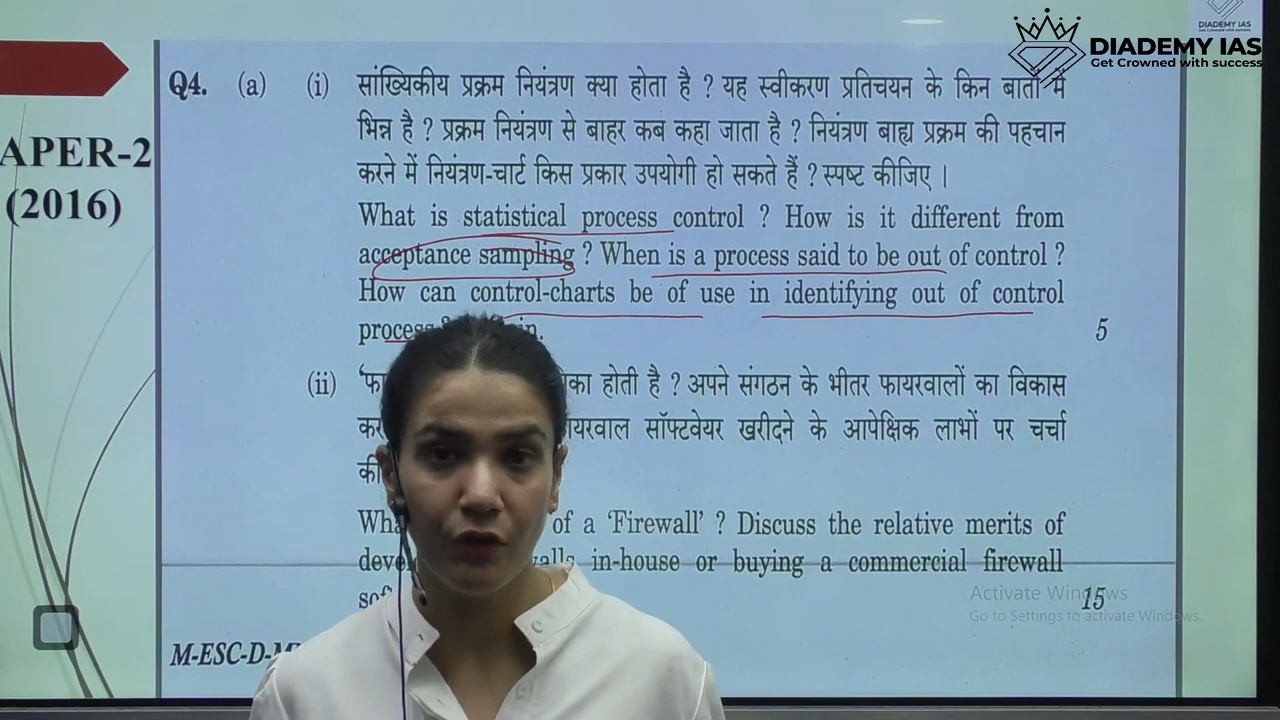 DIADEMY IAS
Get Crowned with success
DIADEMY IAS
Get Crowned with success
APER-2
(2016)
Q4. (a) (i) सांख्यिकीय प्रक्रम नियंत्रण क्या होता है ? यह स्वीकरण प्रतिचयन के किन बातों में
भिन्न है ? प्रक्रम नियंत्रण से बाहर कब कहा जाता है ? नियंत्रण बाह्य प्रक्रम की पहचान
करने में नियंत्रण-चार्ट किस प्रकार उपयोगी हो सकते हैं ? स्पष्ट कीजिए ।
What is statistical process control ? How is it different from
acceptance sampling ? When is a process said to be out of control ?
How can control-charts be of use in identifying out of control
5
(ii) होती है ? अपने संगठन के भीतर फायरवालों का विकास
सॉफ्टवेयर खरीदने के आपेक्षिक लाभों पर चर्चा
of a ‘Firewall’ ? Discuss the relative merits of
in-house or buying a commercial firewall
15
Activate Windows
Go to Settings to activate Windows.